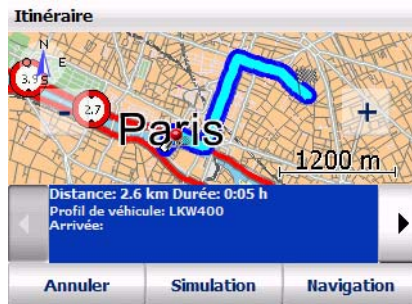 Itinéraire
N
O E
S
3.9
2.7
- +
Paris
1200 m
Distance: 2.6 km Durée: 0:05 h
Profil de véhicule: LKW400
Arrivée:
Annuler Simulation Navigation